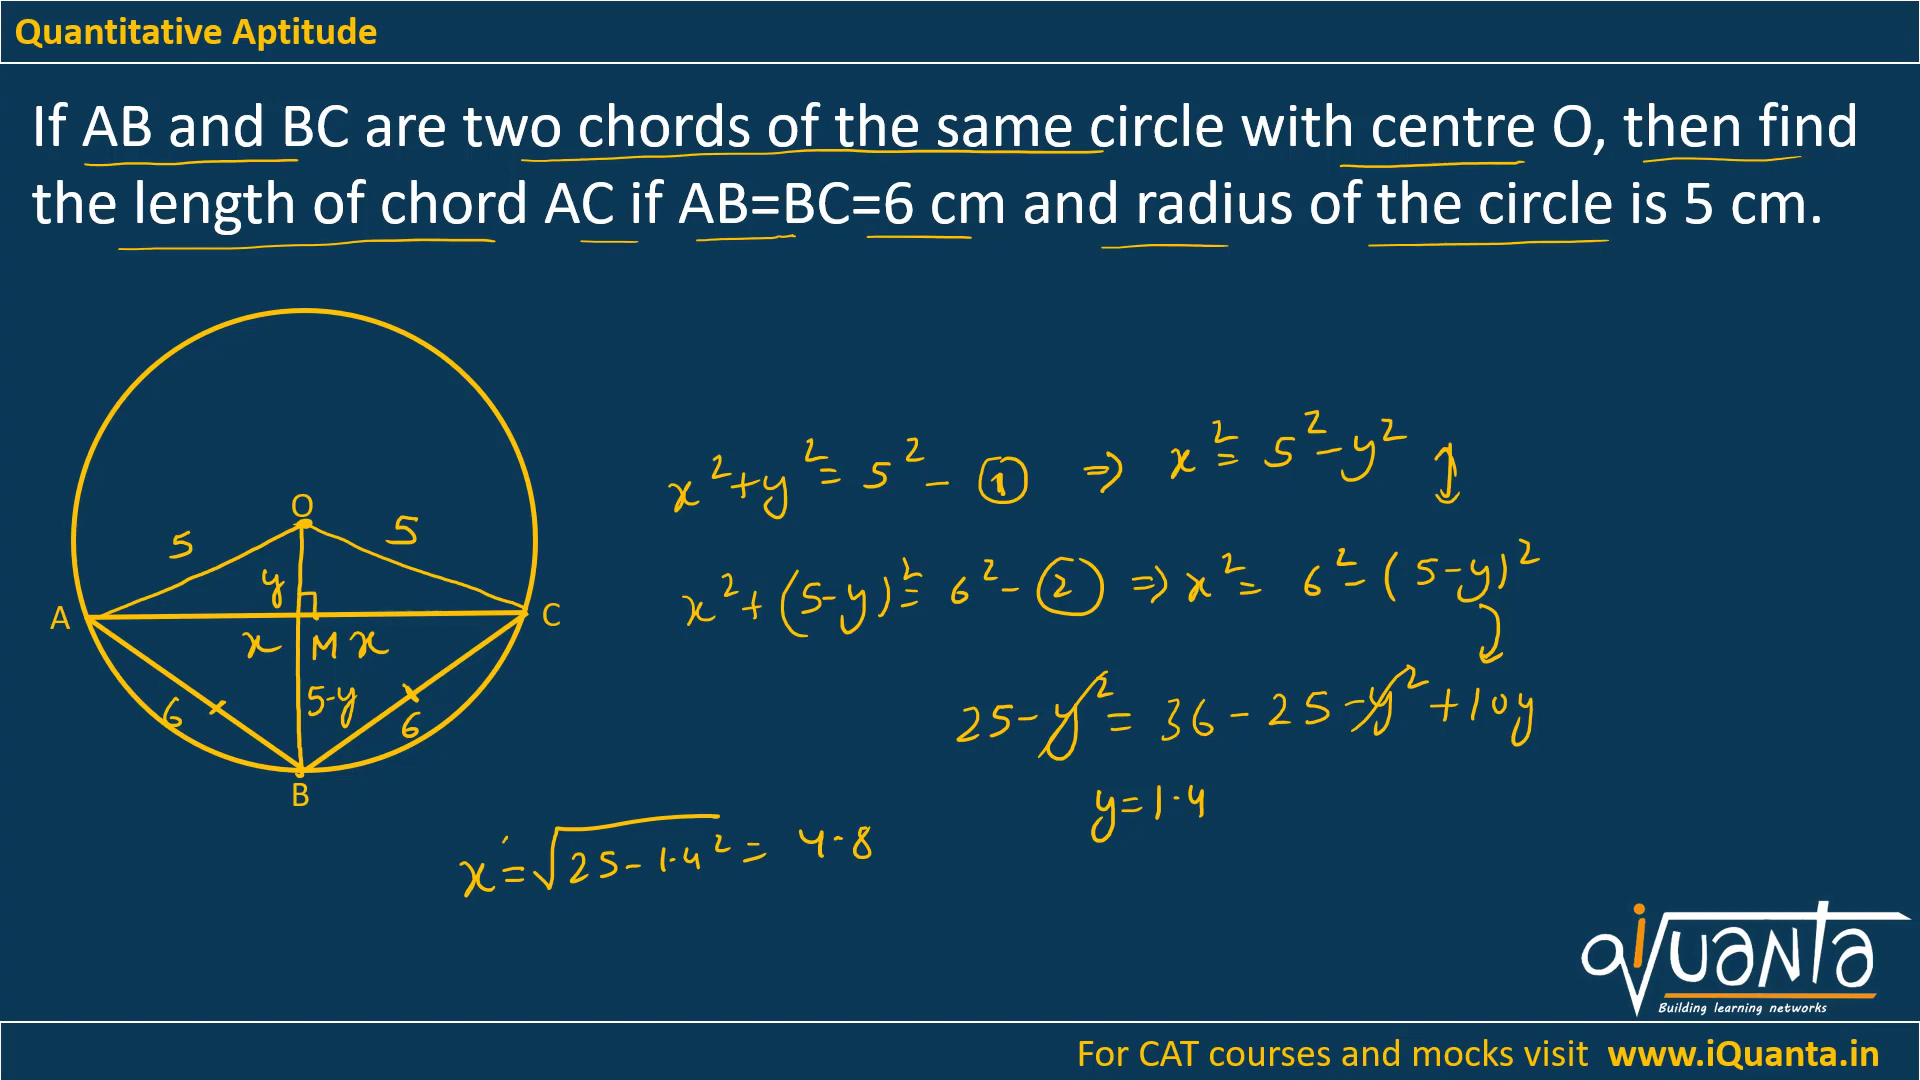 Quantitative Aptitude
If AB and BC are two chords of the same circle with centre O, then find
the length of chord AC if AB=BC=6 cm and radius of the circle is 5 cm.
x²+y²=5² - ① ⇒ x²=5²-y²
O
5 5
y
x²+(5-y)²=6² - ② ⇒ x²=6²-(5-y)²
A C
x M x
5-y
6 6
25-y²=36-25-y²+10y
B
y=1.4
x=√25-1.4²=4.8
iQuanta
Building learning networks
For CAT courses and mocks visit www.iQuanta.in